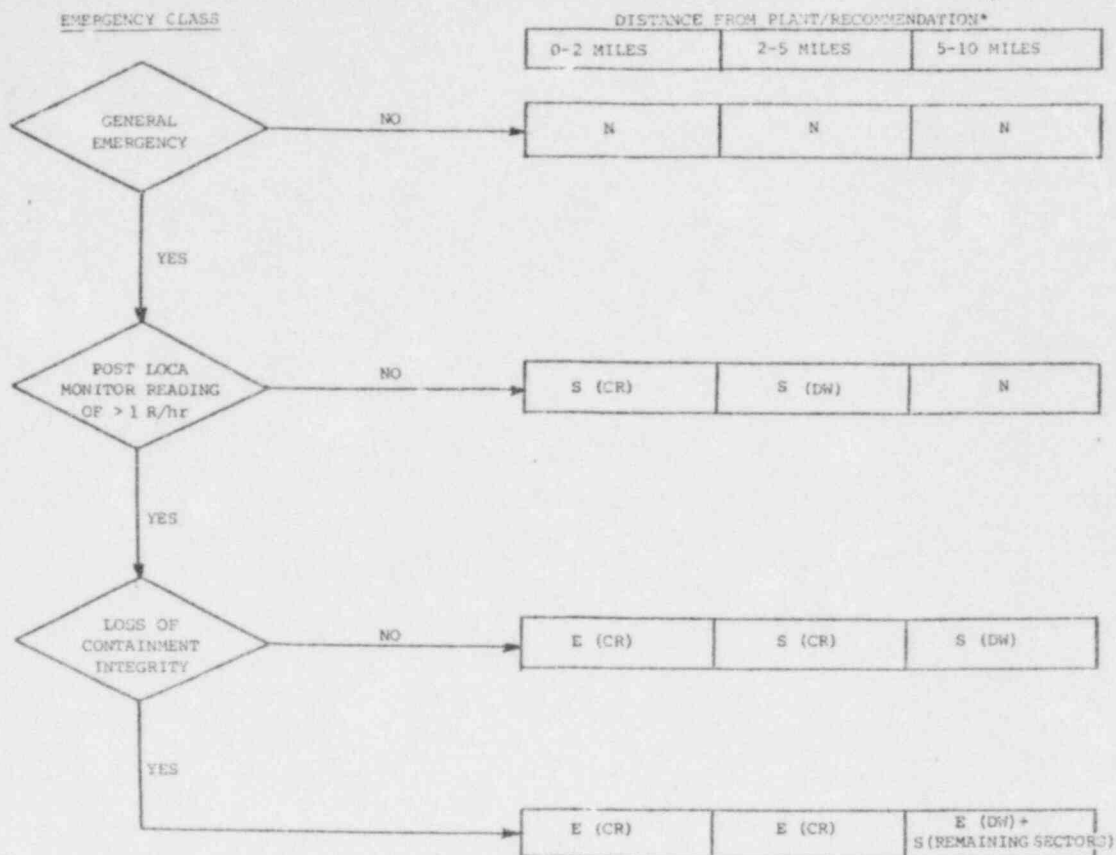 EMERGENCY CLASS
DISTANCE FROM PLANT/RECOMMENDATION*
0-2 MILES 2-5 MILES 5-10 MILES
GENERAL
EMERGENCY
NO
N N N
YES
POST LOCA
MONITOR READING
OF > 1 R/hr
NO
S (CR) S (DW) N
YES
LOSS OF
CONTAINMENT
INTEGRITY
NO
E (CR) S (CR) S (DW)
YES
E (CR) E (CR) E (DW)+
S(REMAINING SECTORS)